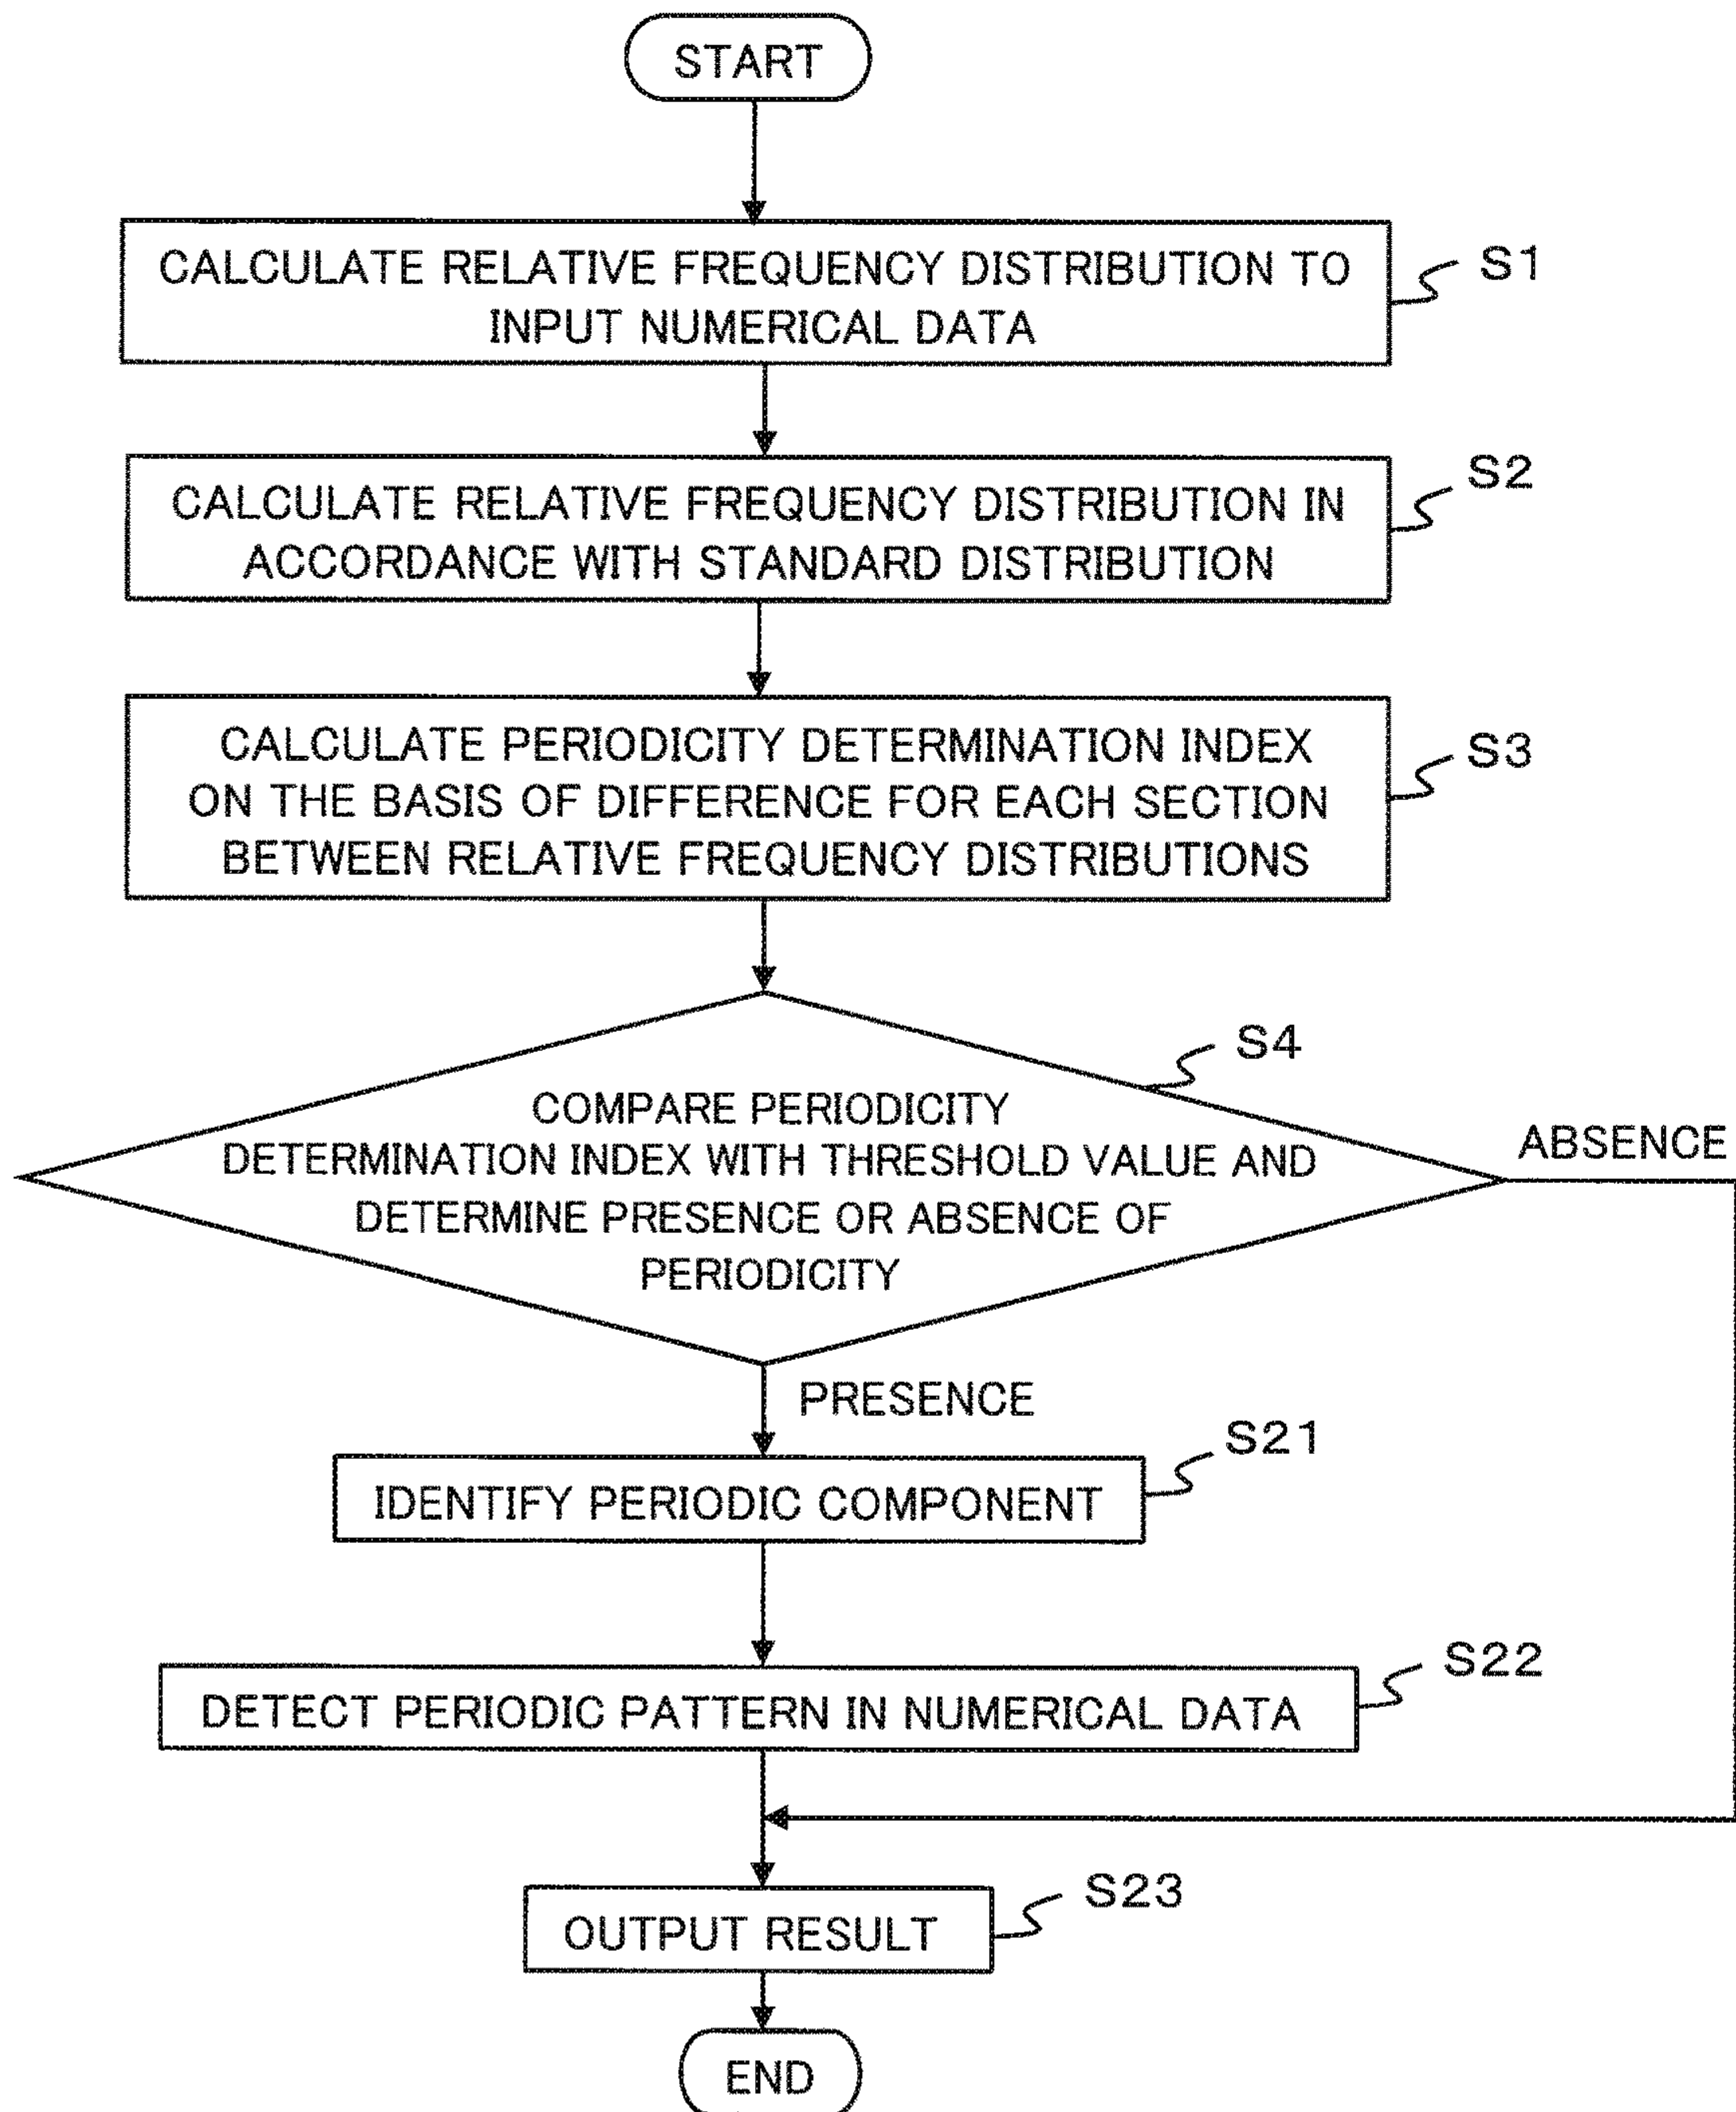 START
CALCULATE RELATIVE FREQUENCY DISTRIBUTION TO
INPUT NUMERICAL DATA
S1
CALCULATE RELATIVE FREQUENCY DISTRIBUTION IN
ACCORDANCE WITH STANDARD DISTRIBUTION
S2
CALCULATE PERIODICITY DETERMINATION INDEX
ON THE BASIS OF DIFFERENCE FOR EACH SECTION
BETWEEN RELATIVE FREQUENCY DISTRIBUTIONS
S3
S4
COMPARE PERIODICITY
DETERMINATION INDEX WITH THRESHOLD VALUE AND
DETERMINE PRESENCE OR ABSENCE OF
PERIODICITY
ABSENCE
PRESENCE
S21
IDENTIFY PERIODIC COMPONENT
S22
DETECT PERIODIC PATTERN IN NUMERICAL DATA
S23
OUTPUT RESULT
END